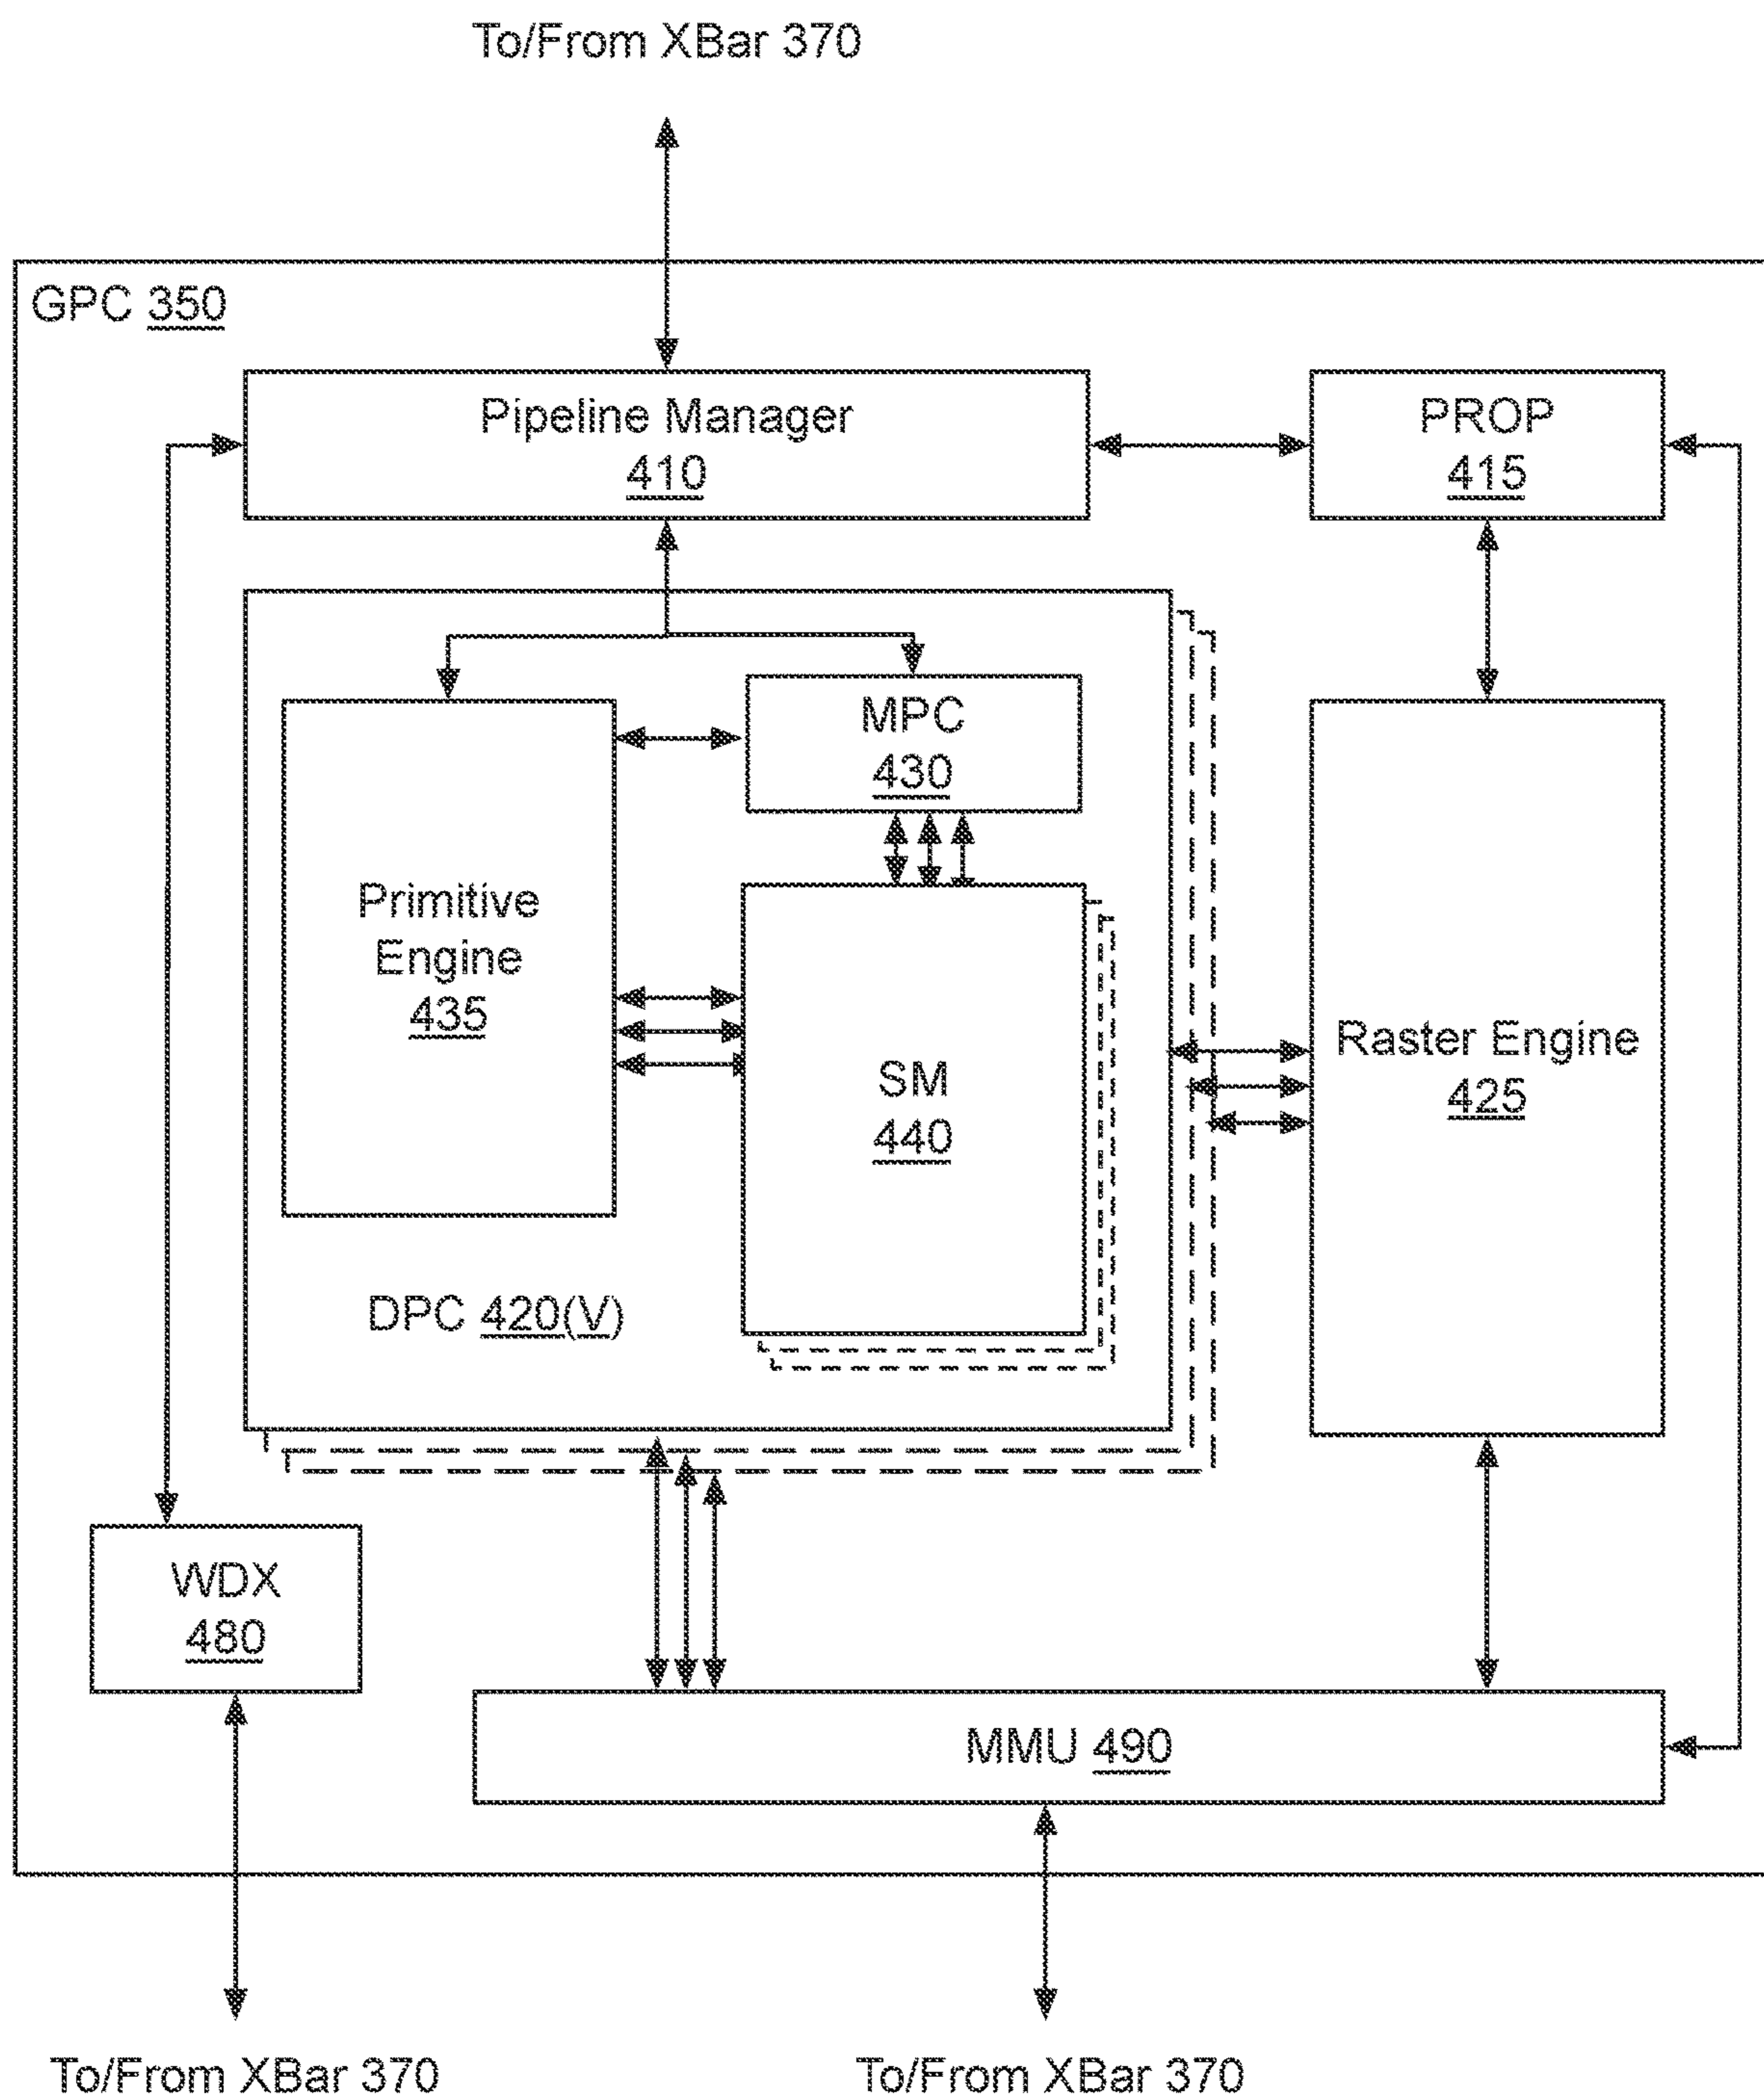 To/From XBar 370
GPC 350
Pipeline Manager
410
PROP
415
MPC
430
Primitive
Engine
435
SM
440
Raster Engine
425
DPC 420(V)
WDX
480
MMU 490
To/From XBar 370
To/From XBar 370